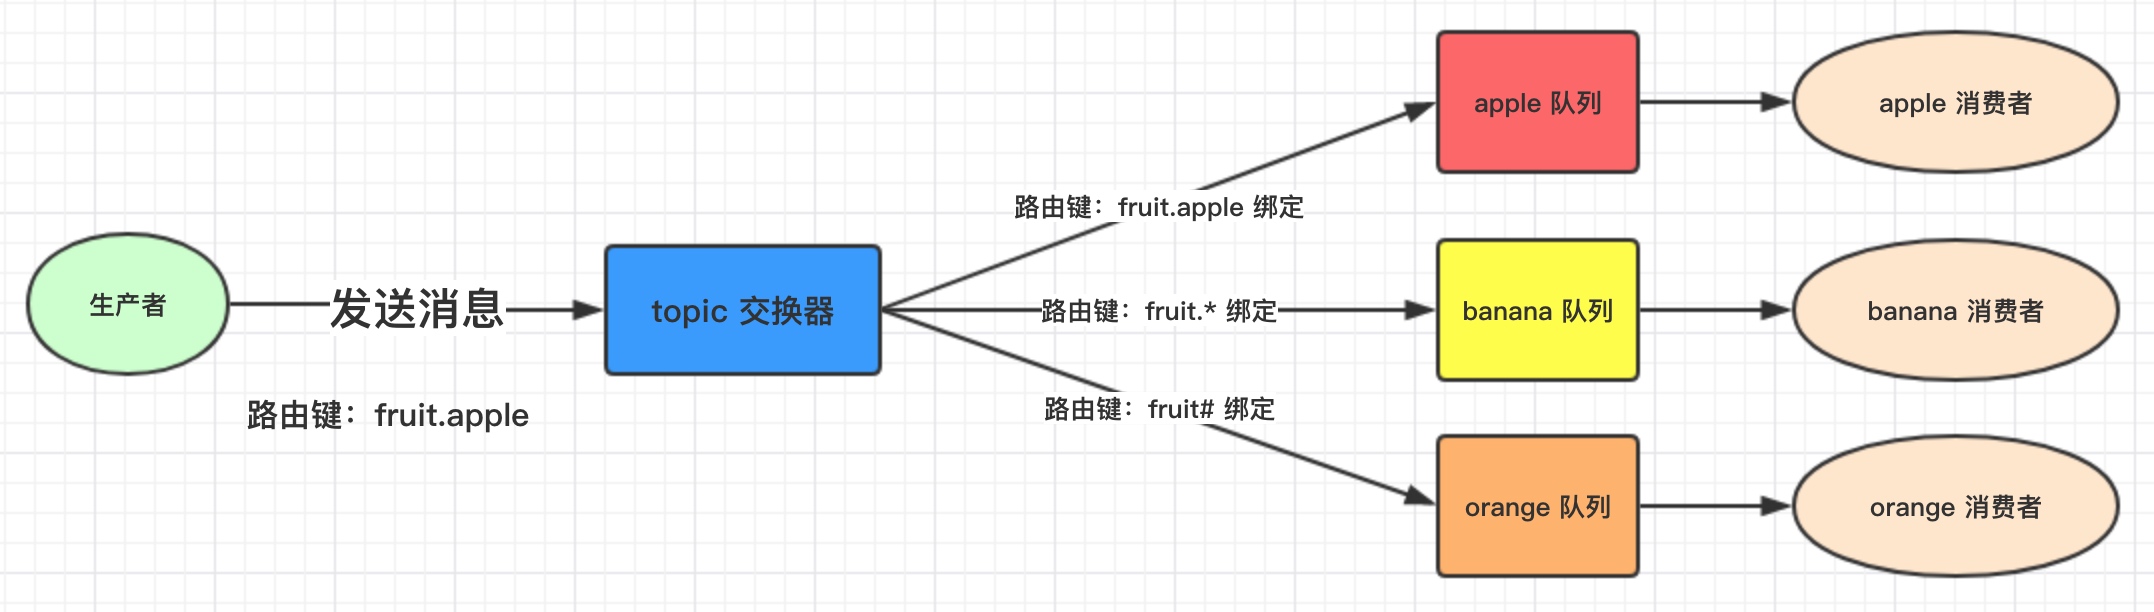 生产者
发送消息
路由键：fruit.apple
topic 交换器
路由键：fruit.apple 绑定
路由键：fruit.* 绑定
路由键：fruit# 绑定
apple 队列
apple 消费者
banana 队列
banana 消费者
orange 队列
orange 消费者